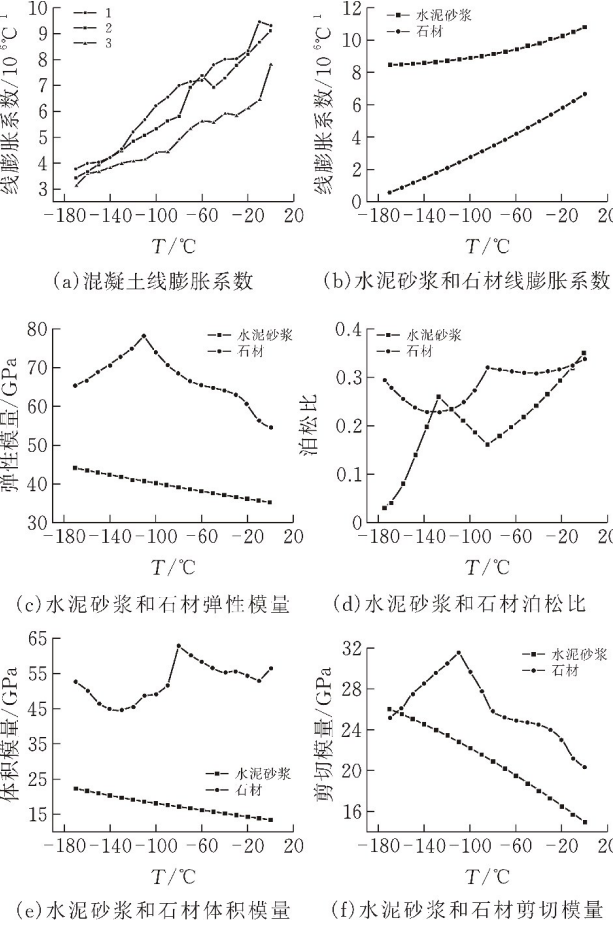 10
9
8
7
6
5
4
3
线膨胀系数/10⁻⁶℃⁻¹
1
2
3
-180 -140 -100 -60 -20 20
T/℃
(a)混凝土线膨胀系数
12
10
8
6
4
2
0
线膨胀系数/10⁻⁶℃⁻¹
水泥砂浆
石材
-180 -140 -100 -60 -20 20
T/℃
(b)水泥砂浆和石材线膨胀系数
80
70
60
50
40
30
弹性模量/GPa
水泥砂浆
石材
-180 -140 -100 -60 -20 20
T/℃
(c)水泥砂浆和石材弹性模量
0.4
0.3
0.2
0.1
0
泊松比
水泥砂浆
石材
-180 -140 -100 -60 -20 20
T/℃
(d)水泥砂浆和石材泊松比
65
55
45
35
25
15
体积模量/GPa
水泥砂浆
石材
-180 -140 -100 -60 -20 20
T/℃
(e)水泥砂浆和石材体积模量
32
28
24
20
16
剪切模量/GPa
水泥砂浆
石材
-180 -140 -100 -60 -20 20
T/℃
(f)水泥砂浆和石材剪切模量